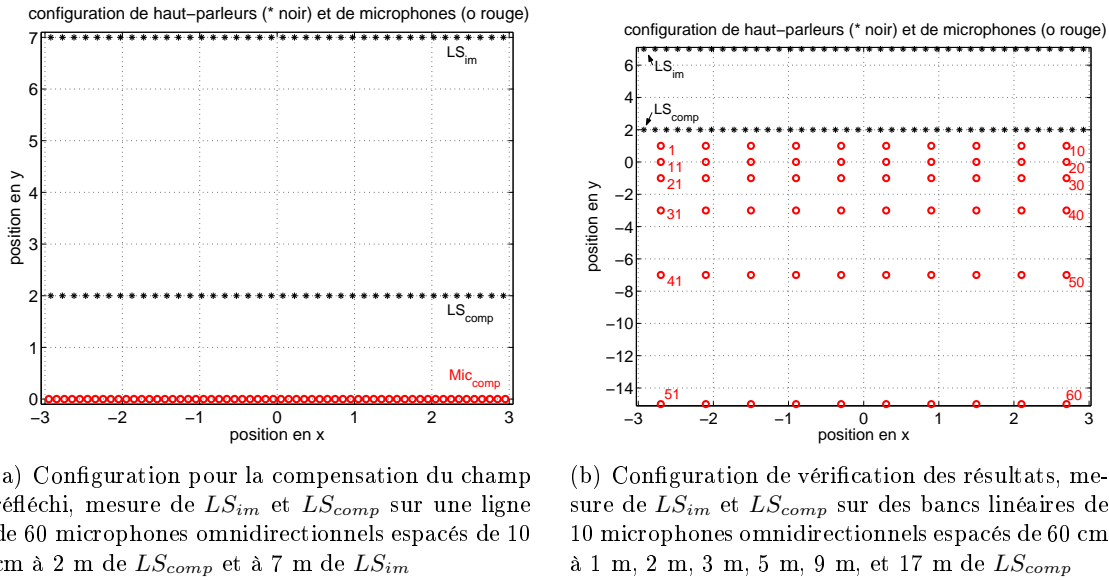 configuration de haut−parleurs (* noir) et de microphones (o rouge)
7
6
5
4
3
2
1
0
position en y
LS_im
LS_comp
Mic_comp
−3 −2 −1 0 1 2 3
position en x
a) Configuration pour la compensation du champ
réfléchi, mesure de LS_im et LS_comp sur une ligne
de 60 microphones omnidirectionnels espacés de 10
cm à 2 m de LS_comp et à 7 m de LS_im
configuration de haut−parleurs (* noir) et de microphones (o rouge)
6
4
2
0
−2
−4
−6
−8
−10
−12
−14
position en y
LS_im
LS_comp
1 10
11 20
21 30
31 40
41 50
51 60
−3 −2 −1 0 1 2 3
position en x
(b) Configuration de vérification des résultats, me-
sure de LS_im et LS_comp sur des bancs linéaires de
10 microphones omnidirectionnels espacés de 60 cm
à 1 m, 2 m, 3 m, 5 m, 9 m, et 17 m de LS_comp